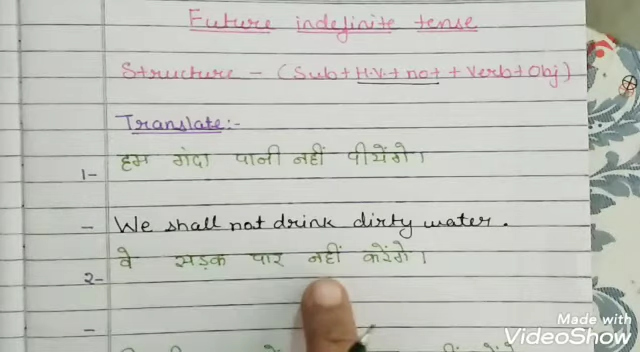 Future indefinite tense
Structure - (Sub + H.V. + not + Verb + Obj)
Translate:-
1- हम गंदा पानी नहीं पीयेंगे।
- We shall not drink dirty water.
2- वे सड़क पार नहीं करेंगे।
-
Made with
VideoShow